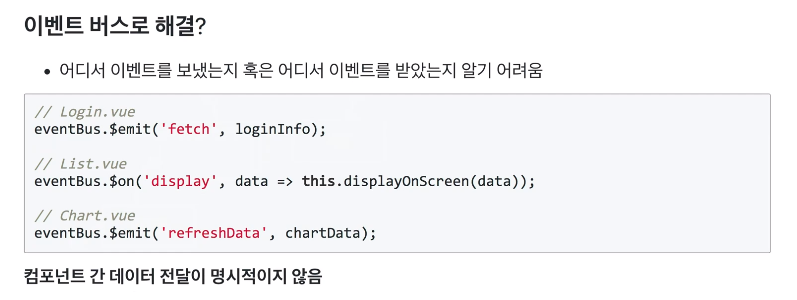 이벤트 버스로 해결?
• 어디서 이벤트를 보냈는지 혹은 어디서 이벤트를 받았는지 알기 어려움
// Login.vue
eventBus.$emit('fetch', loginInfo);
// List.vue
eventBus.$on('display', data => this.displayOnScreen(data));
// Chart.vue
eventBus.$emit('refreshData', chartData);
컴포넌트 간 데이터 전달이 명시적이지 않음